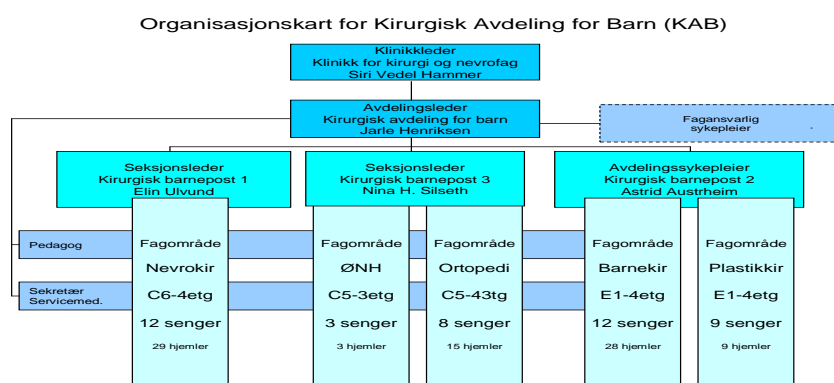 Organisasjonskart for Kirurgisk Avdeling for Barn (KAB)
Klinikkleder
Klinikk for kirurgi og nevrofag
Siri Vedel Hammer
Avdelingsleder
Kirurgisk avdeling for barn
Jarle Henriksen
Fagansvarlig
sykepleier
.
Seksjonsleder
Kirurgisk barnepost 1
Elin Ulvund
Seksjonsleder
Kirurgisk barnepost 3
Nina H. Silseth
Avdelingssykepleier
Kirurgisk barnepost 2
Astrid Austrheim
Pedagog
Sekretær
Servicemed.
Fagområde
Nevrokir
C6-4etg
12 senger
29 hjemler
Fagområde
ØNH
C5-3etg
3 senger
3 hjemler
Fagområde
Ortopedi
C5-43tg
8 senger
15 hjemler
Fagområde
Barnekir
E1-4etg
12 senger
28 hjemler
Fagområde
Plastikkir
E1-4etg
9 senger
9 hjemler